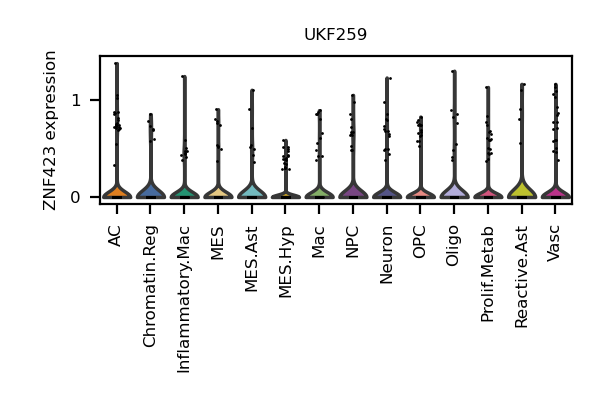 UKF259
ZNF423 expression
1
0
AC
Chromatin.Reg
Inflammatory.Mac
MES
MES.Ast
MES.Hyp
Mac
NPC
Neuron
OPC
Oligo
Prolif.Metab
Reactive.Ast
Vasc